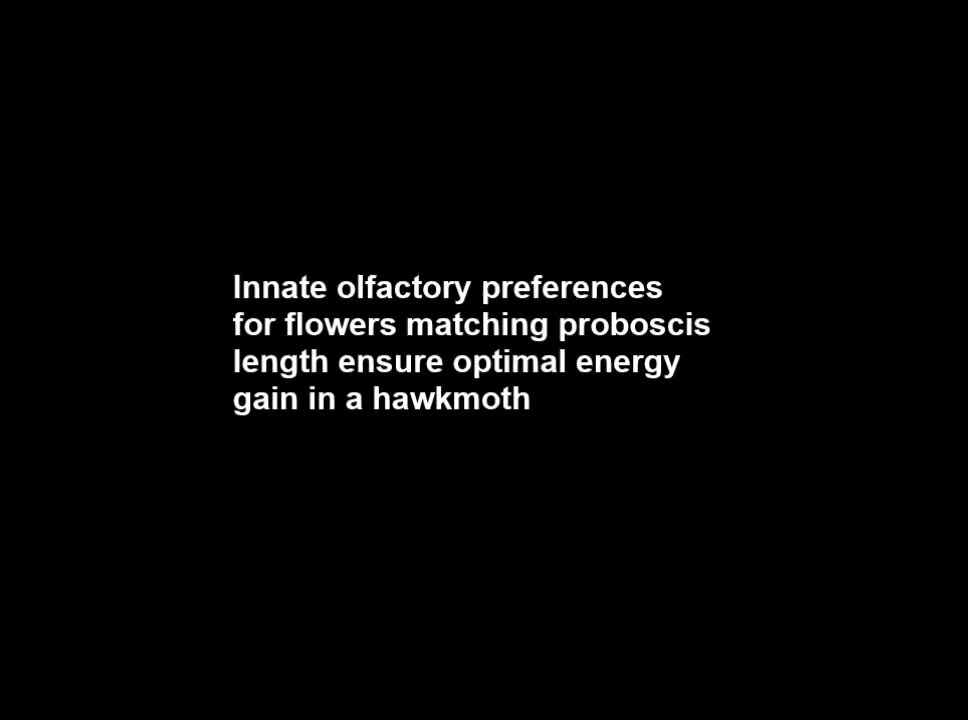 Innate olfactory preferences
for flowers matching proboscis
length ensure optimal energy
gain in a hawkmoth